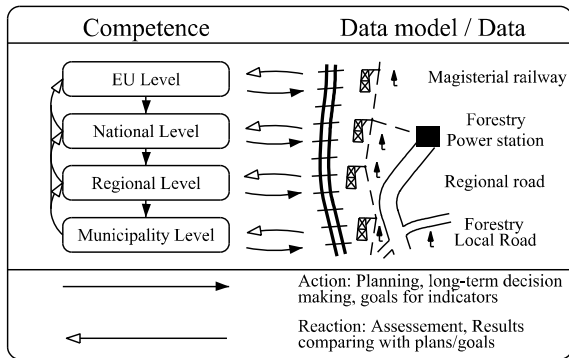 Competence
Data model / Data
EU Level
National Level
Regional Level
Municipality Level
Magisterial railway
Forestry
Power station
Regional road
Forestry
Local Road
Action: Planning, long-term decision
making, goals for indicators
Reaction: Assessment, Results
comparing with plans/goals